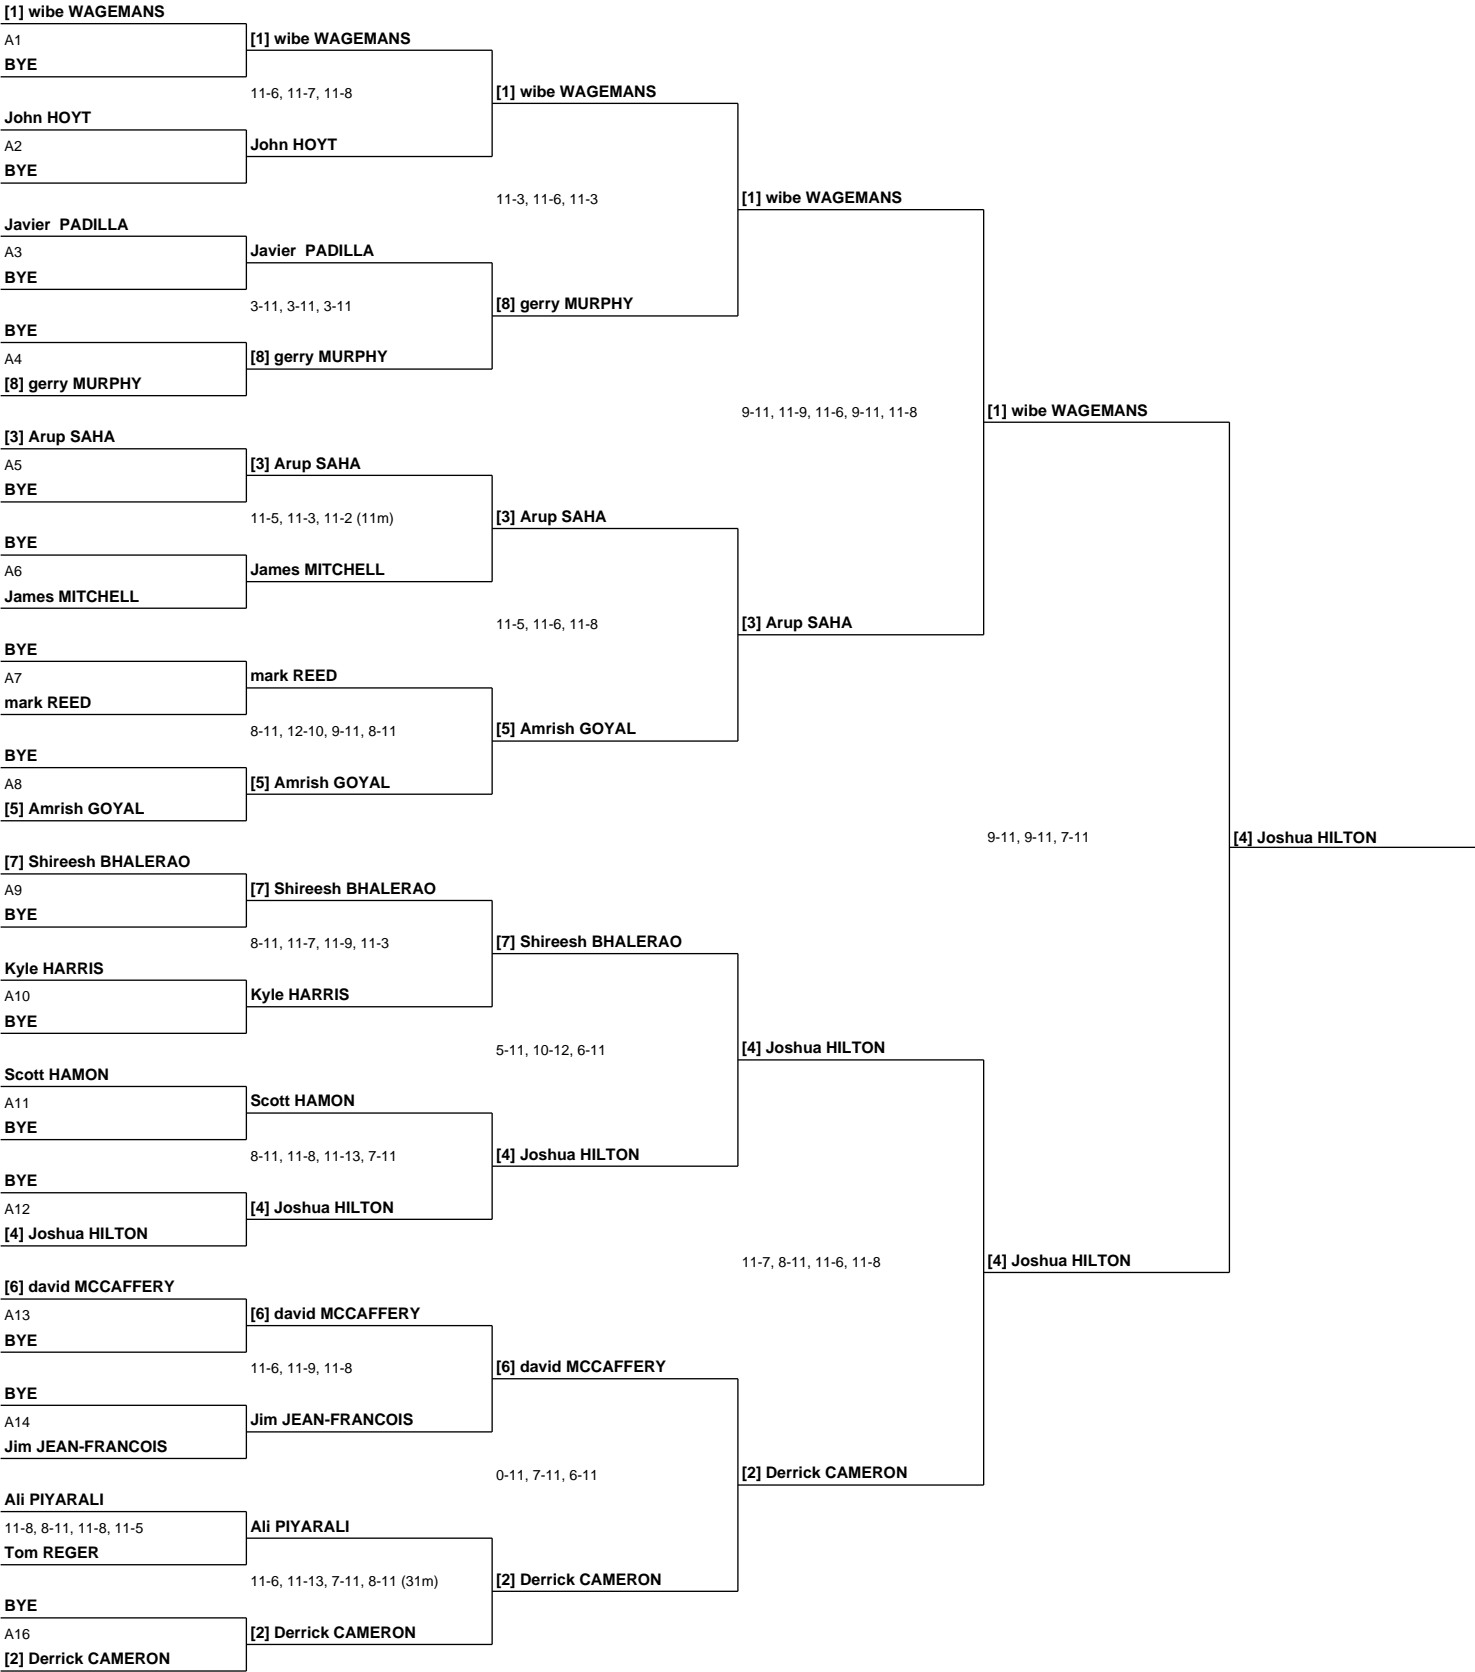 [1] wibe WAGEMANS
A1
BYE
John HOYT
A2
BYE
Javier  PADILLA
A3
BYE
BYE
A4
[8] gerry MURPHY
[3] Arup SAHA
A5
BYE
BYE
A6
James MITCHELL
BYE
A7
mark REED
BYE
A8
[5] Amrish GOYAL
[7] Shireesh BHALERAO
A9
BYE
Kyle HARRIS
A10
BYE
Scott HAMON
A11
BYE
BYE
A12
[4] Joshua HILTON
[6] david MCCAFFERY
A13
BYE
BYE
A14
Jim JEAN-FRANCOIS
Ali PIYARALI
11-8, 8-11, 11-8, 11-5
Tom REGER
BYE
A16
[2] Derrick CAMERON
[1] wibe WAGEMANS
11-6, 11-7, 11-8
John HOYT
Javier  PADILLA
3-11, 3-11, 3-11
[8] gerry MURPHY
[3] Arup SAHA
11-5, 11-3, 11-2 (11m)
James MITCHELL
mark REED
8-11, 12-10, 9-11, 8-11
[5] Amrish GOYAL
[7] Shireesh BHALERAO
8-11, 11-7, 11-9, 11-3
Kyle HARRIS
Scott HAMON
8-11, 11-8, 11-13, 7-11
[4] Joshua HILTON
[6] david MCCAFFERY
11-6, 11-9, 11-8
Jim JEAN-FRANCOIS
Ali PIYARALI
11-6, 11-13, 7-11, 8-11 (31m)
[2] Derrick CAMERON
[1] wibe WAGEMANS
11-3, 11-6, 11-3
[8] gerry MURPHY
[3] Arup SAHA
11-5, 11-6, 11-8
[5] Amrish GOYAL
[7] Shireesh BHALERAO
5-11, 10-12, 6-11
[4] Joshua HILTON
[6] david MCCAFFERY
0-11, 7-11, 6-11
[2] Derrick CAMERON
[1] wibe WAGEMANS
9-11, 11-9, 11-6, 9-11, 11-8
[3] Arup SAHA
[4] Joshua HILTON
11-7, 8-11, 11-6, 11-8
[2] Derrick CAMERON
[1] wibe WAGEMANS
9-11, 9-11, 7-11
[4] Joshua HILTON
[4] Joshua HILTON